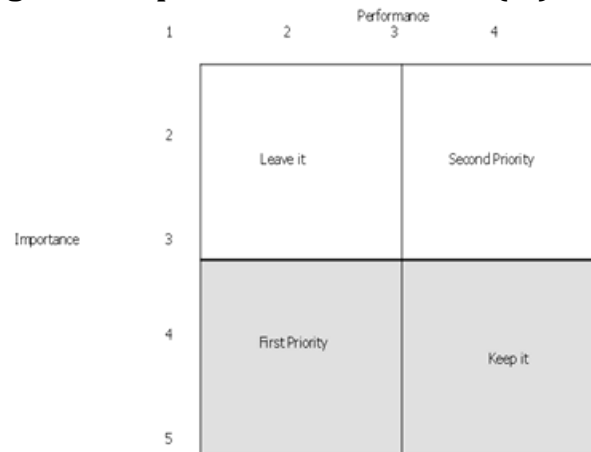 Performance
1 2 3 4
2
Leave it Second Priority
Importance 3
4
First Priority
Keep it
5